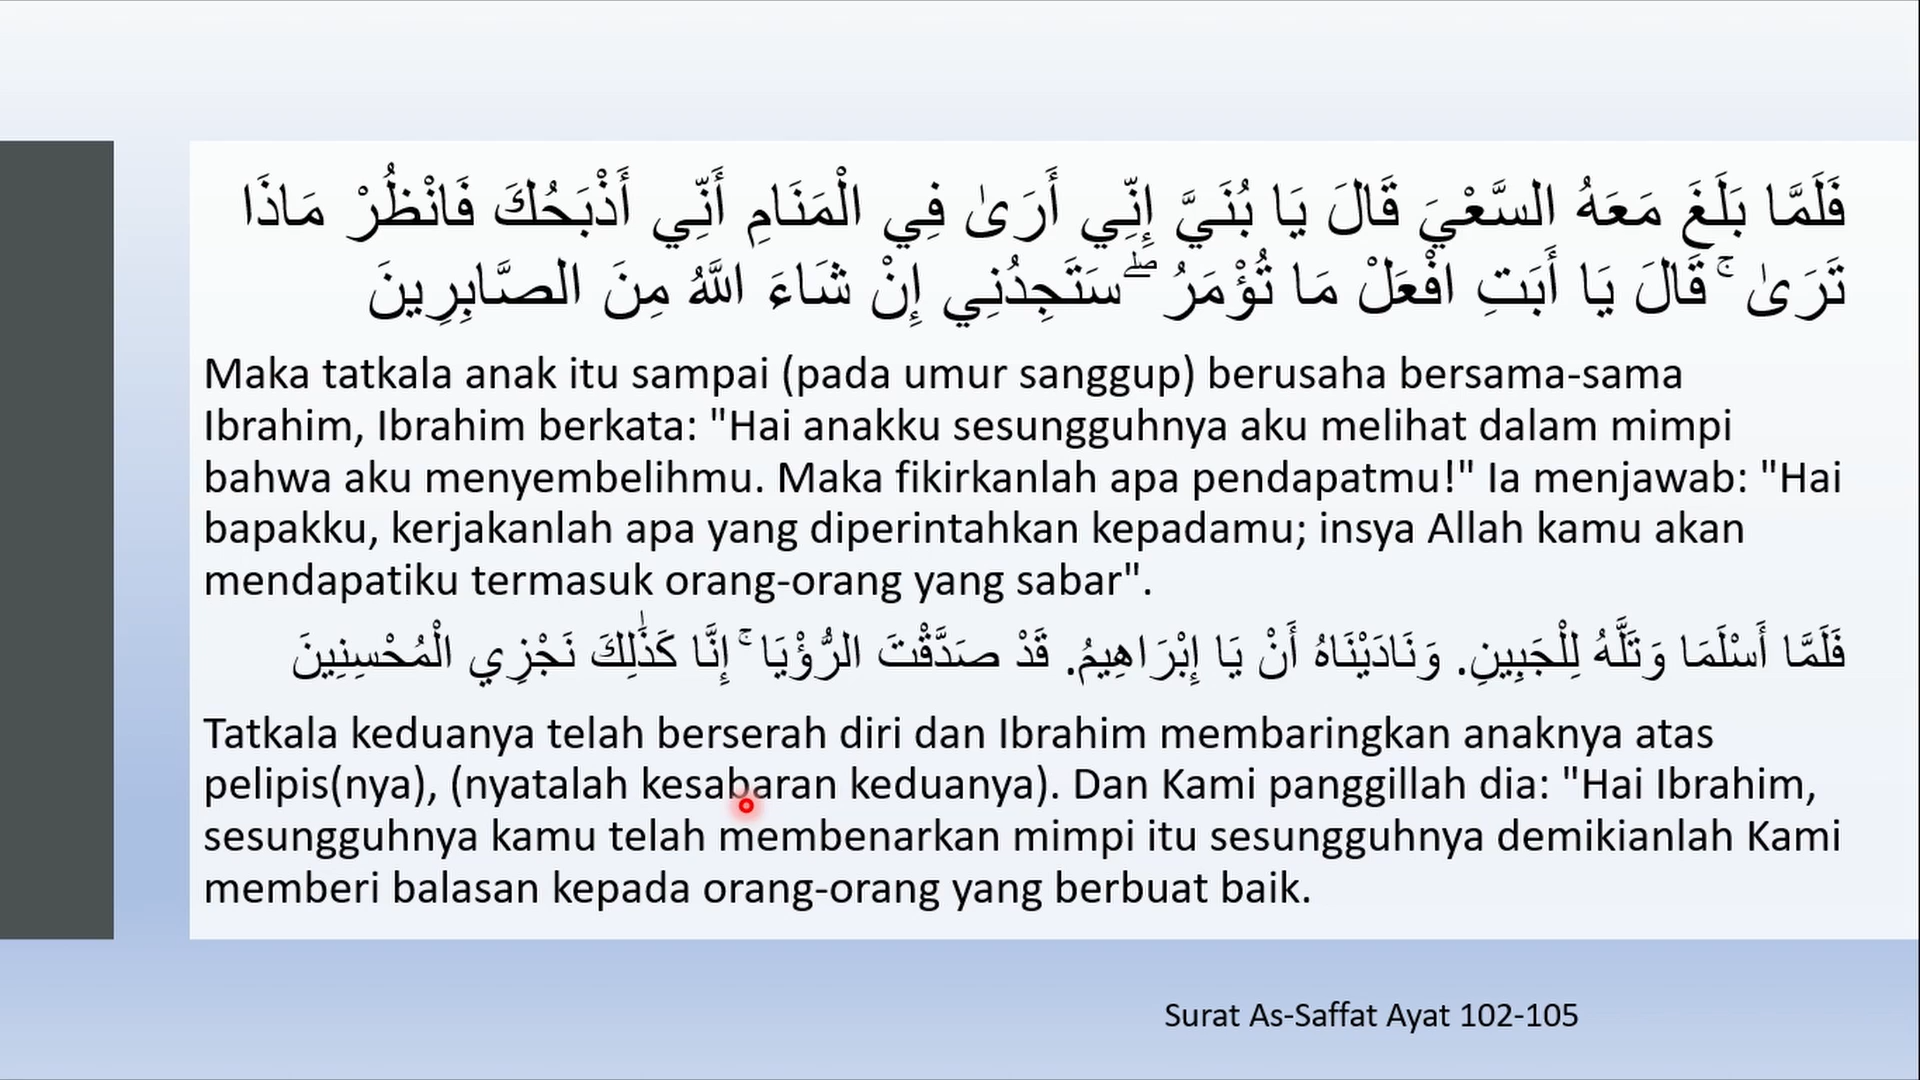 فَلَمَّا بَلَغَ مَعَهُ السَّعْيَ قَالَ يَا بُنَيَّ إِنِّي أَرَىٰ فِي الْمَنَامِ أَنِّي أَذْبَحُكَ فَانْظُرْ مَاذَا
تَرَىٰ ۚ قَالَ يَا أَبَتِ افْعَلْ مَا تُؤْمَرُ ۖ سَتَجِدُنِي إِنْ شَاءَ اللَّهُ مِنَ الصَّابِرِينَ
Maka tatkala anak itu sampai (pada umur sanggup) berusaha bersama-sama
Ibrahim, Ibrahim berkata: "Hai anakku sesungguhnya aku melihat dalam mimpi
bahwa aku menyembelihmu. Maka fikirkanlah apa pendapatmu!" Ia menjawab: "Hai
bapakku, kerjakanlah apa yang diperintahkan kepadamu; insya Allah kamu akan
mendapatiku termasuk orang-orang yang sabar".
فَلَمَّا أَسْلَمَا وَتَلَّهُ لِلْجَبِينِ. وَنَادَيْنَاهُ أَنْ يَا إِبْرَاهِيمُ. قَدْ صَدَّقْتَ الرُّؤْيَا ۚ إِنَّا كَذَٰلِكَ نَجْزِي الْمُحْسِنِينَ
Tatkala keduanya telah berserah diri dan Ibrahim membaringkan anaknya atas
pelipis(nya), (nyatalah kesabaran keduanya). Dan Kami panggillah dia: "Hai Ibrahim,
sesungguhnya kamu telah membenarkan mimpi itu sesungguhnya demikianlah Kami
memberi balasan kepada orang-orang yang berbuat baik.
Surat As-Saffat Ayat 102-105